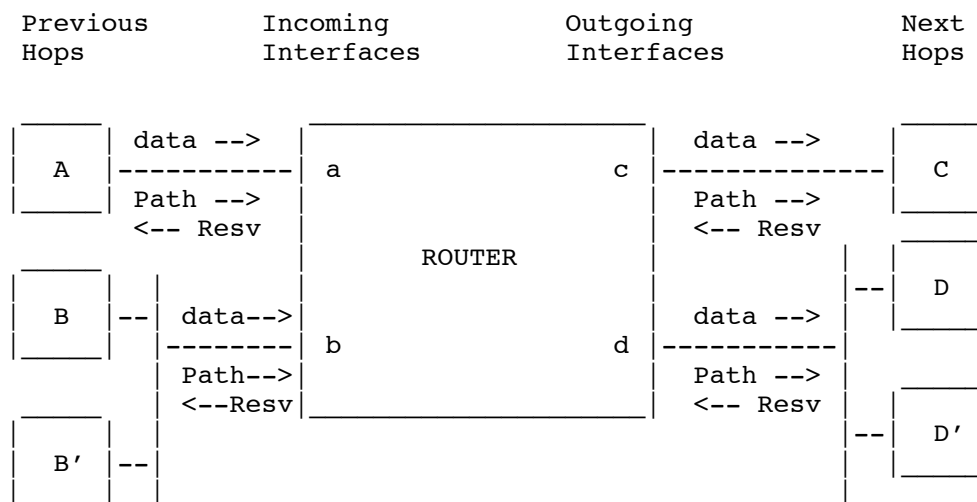 Previous Incoming Outgoing Next
Hops Interfaces Interfaces Hops
data --> data -->
A a c C
Path --> Path -->
<-- Resv <-- Resv
ROUTER
D
B data--> data -->
b d
Path--> Path -->
<--Resv <-- Resv
D'
B'